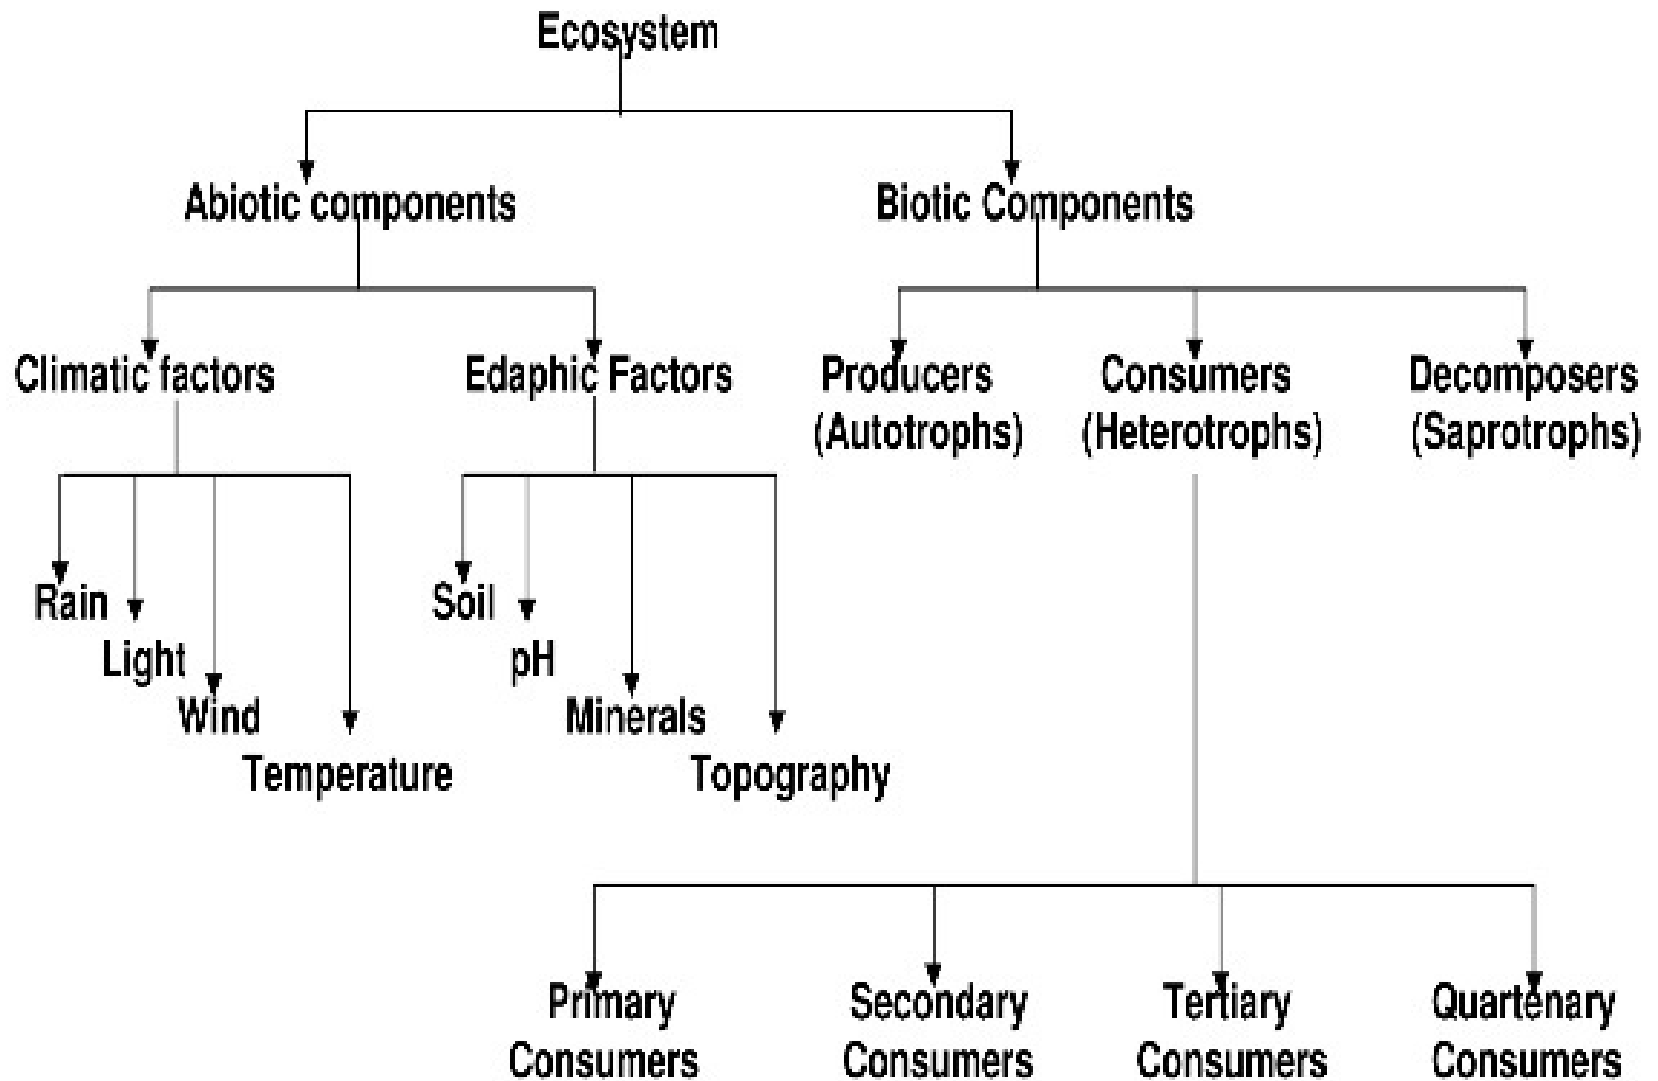 Ecosystem
Abiotic components
Biotic Components
Climatic factors
Edaphic Factors
Producers
(Autotrophs)
Consumers
(Heterotrophs)
Decomposers
(Saprotrophs)
Rain
Light
Wind
Temperature
Soil
pH
Minerals
Topography
Primary
Consumers
Secondary
Consumers
Tertiary
Consumers
Quartenary
Consumers